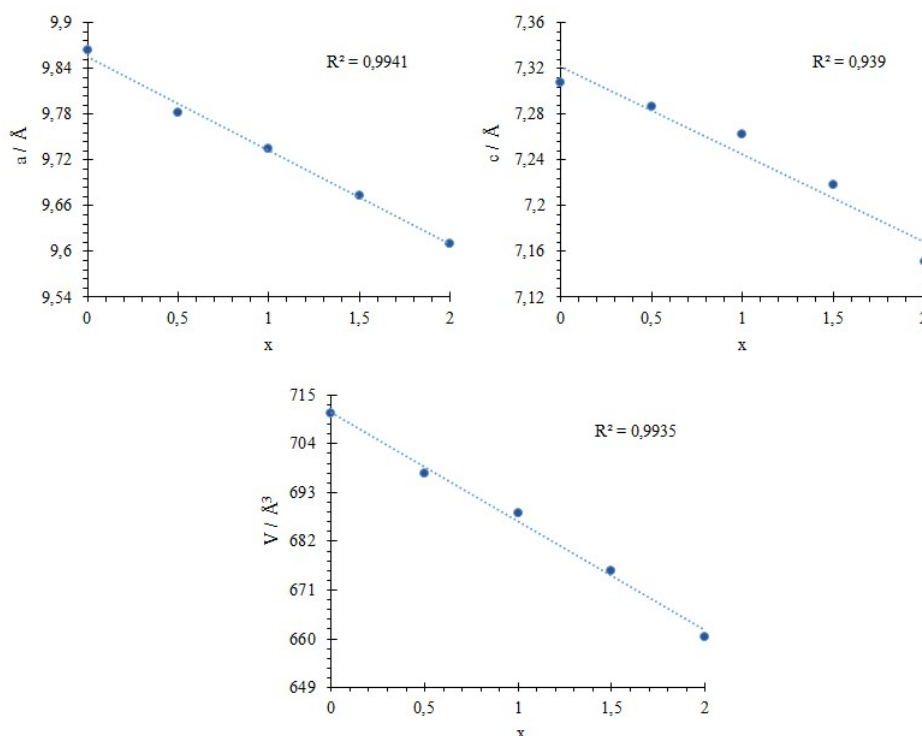 9,9
9,84
9,78
9,72
9,66
9,6
9,54
a / Å
R² = 0,9941
0 0,5 1 1,5 2
x
7,36
7,32
7,28
7,24
7,2
7,16
7,12
c / Å
R² = 0,939
0 0,5 1 1,5 2
x
715
704
693
682
671
660
649
V / Å³
R² = 0,9935
0 0,5 1 1,5 2
x